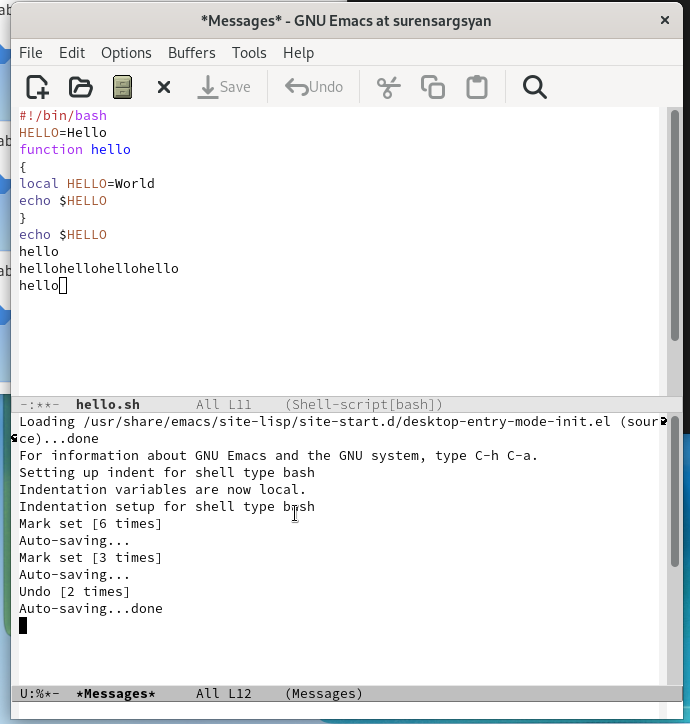 *Messages* - GNU Emacs at surensargsyan
File Edit Options Buffers Tools Help
Save Undo
#!/bin/bash
HELLO=Hello
function hello
{
local HELLO=World
echo $HELLO
}
echo $HELLO
hello
hellohellohellohello
hello
-:**-  hello.sh       All L11    (Shell-script[bash])
Loading /usr/share/emacs/site-lisp/site-start.d/desktop-entry-mode-init.el (sour
ce)...done
For information about GNU Emacs and the GNU system, type C-h C-a.
Setting up indent for shell type bash
Indentation variables are now local.
Indentation setup for shell type bash
Mark set [6 times]
Auto-saving...
Mark set [3 times]
Auto-saving...
Undo [2 times]
Auto-saving...done
U:%*-  *Messages*     All L12    (Messages)